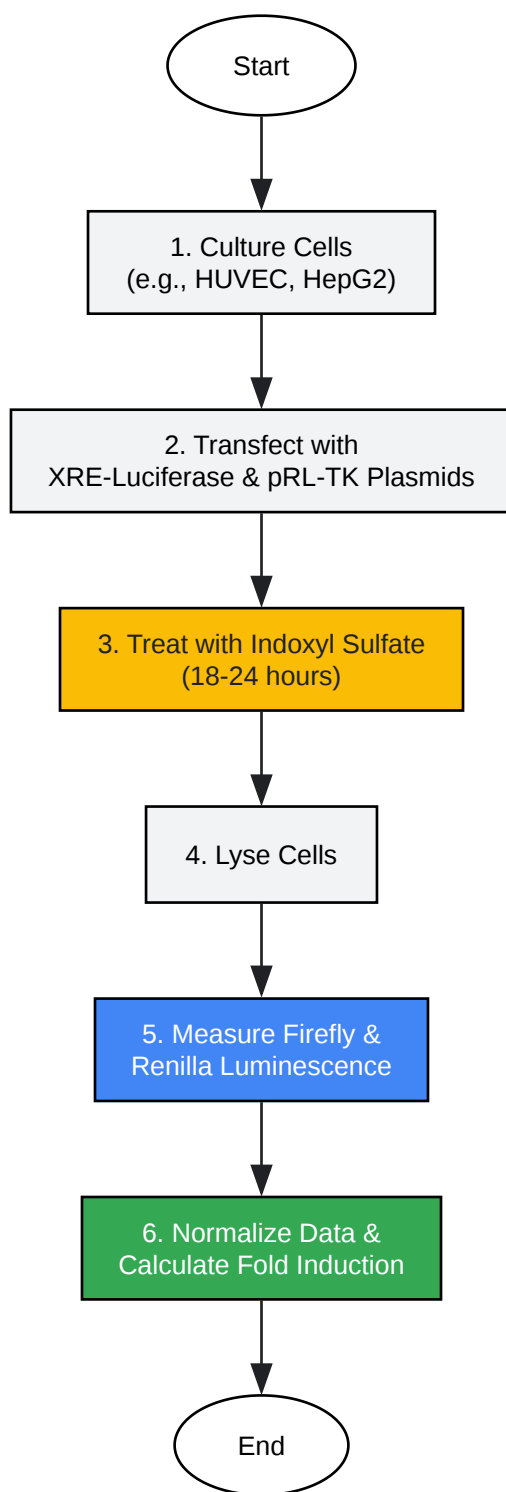 Start
1. Culture Cells
(e.g., HUVEC, HepG2)
2. Transfect with
XRE-Luciferase & pRL-TK Plasmids
3. Treat with Indoxyl Sulfate
(18-24 hours)
4. Lyse Cells
5. Measure Firefly &
Renilla Luminescence
6. Normalize Data &
Calculate Fold Induction
End